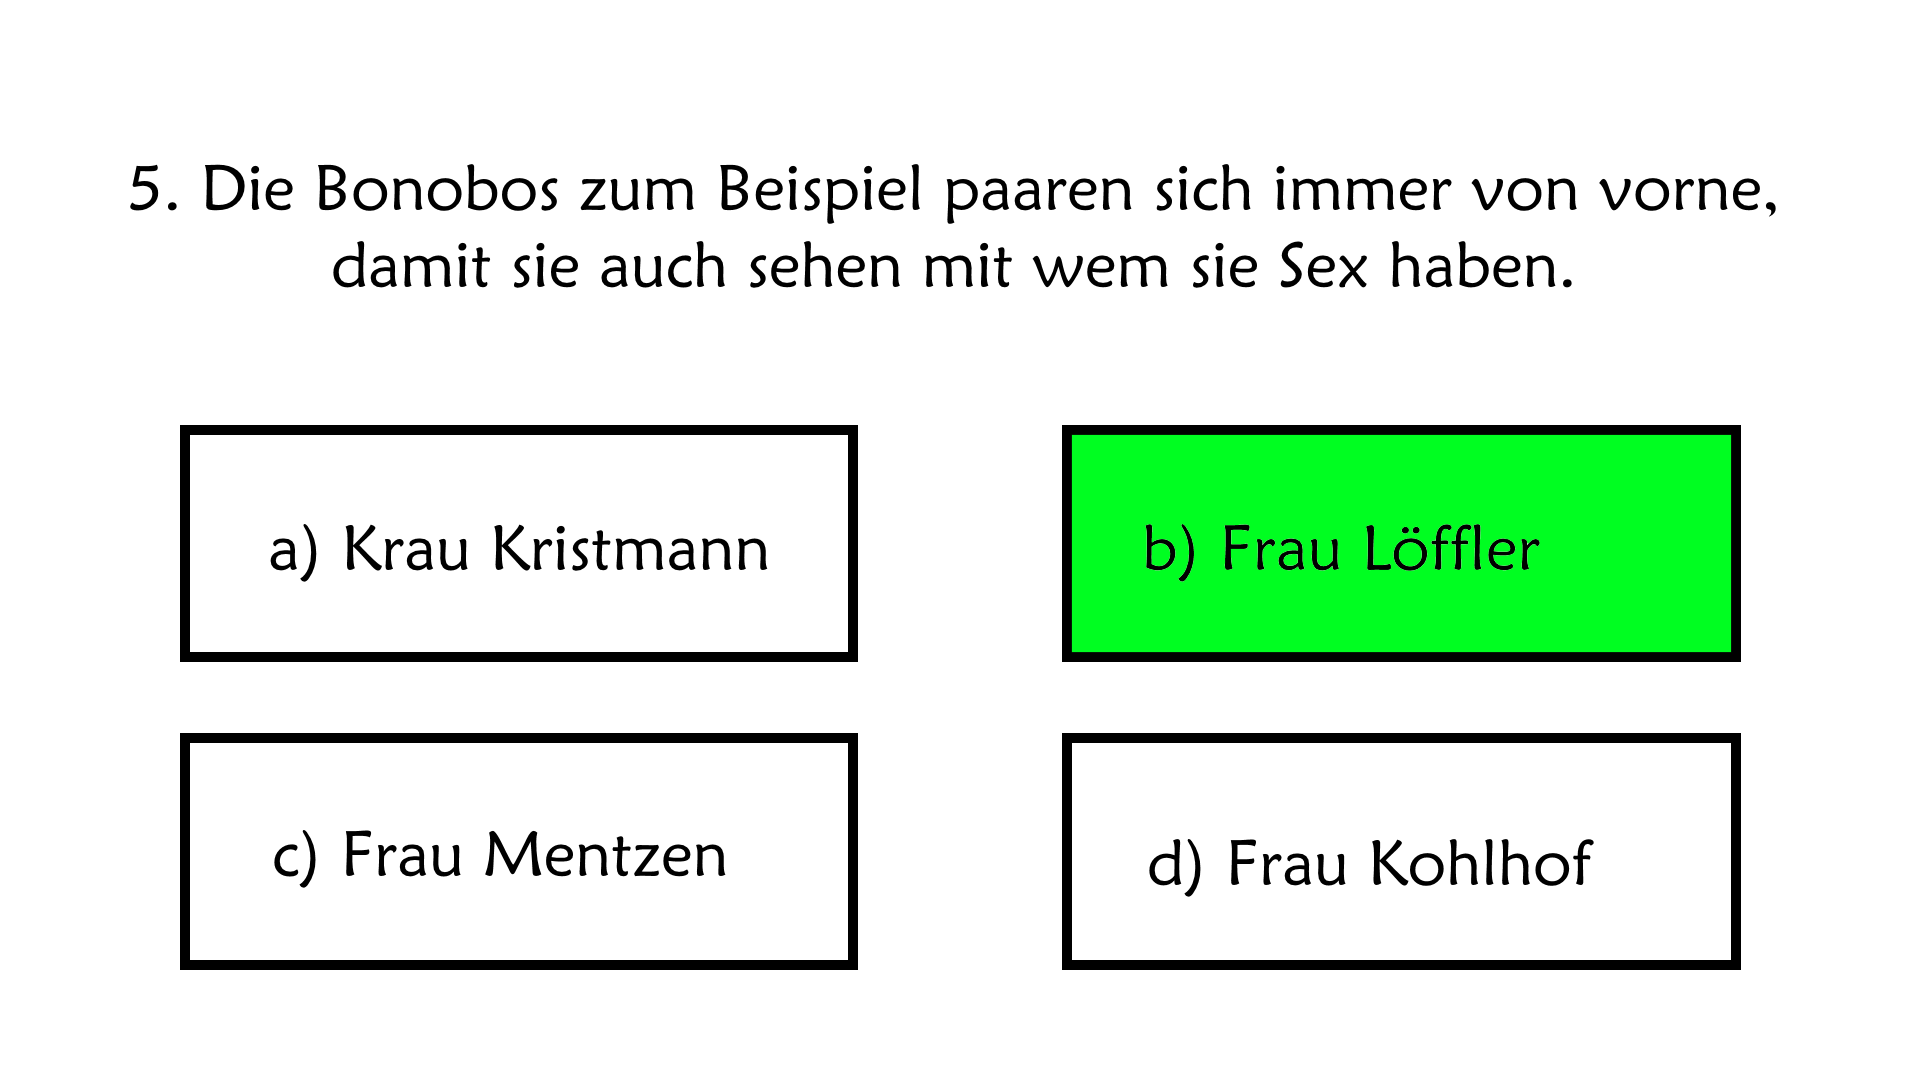 5. Die Bonobos zum Beispiel paaren sich immer von vorne,
damit sie auch sehen mit wem sie Sex haben.
a) Krau Kristmann
b) Frau Löffler
c) Frau Mentzen
d) Frau Kohlhof